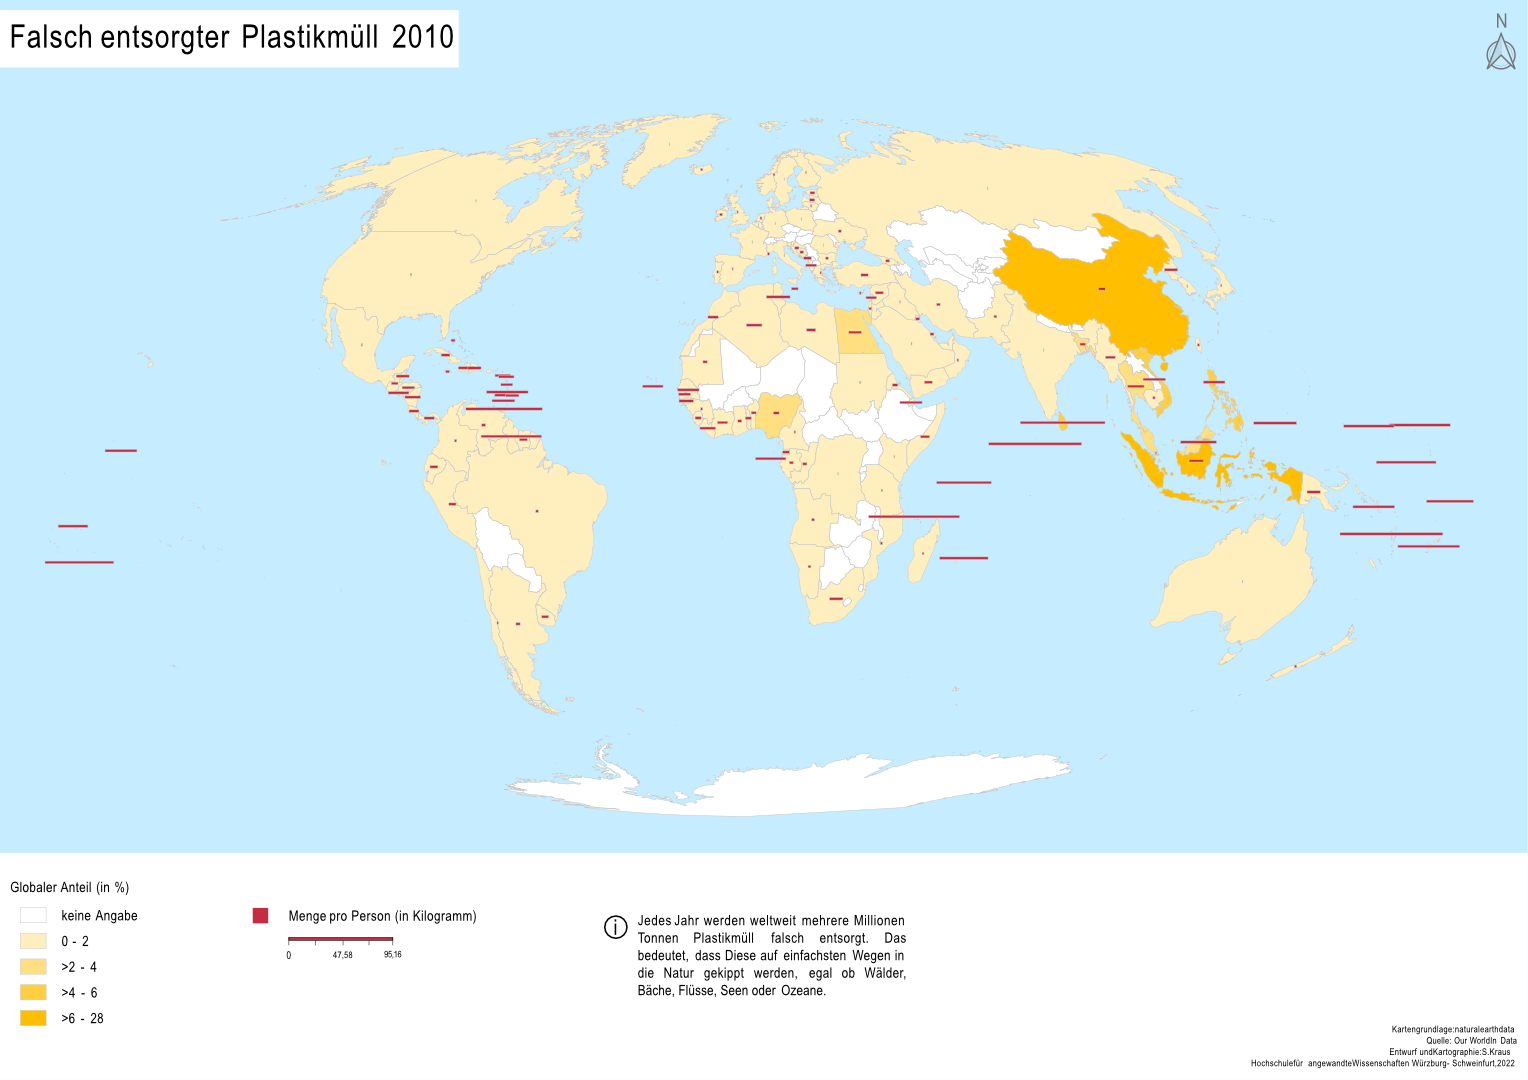 Falsch entsorgter Plastikmüll 2010
N
Globaler Anteil (in %)
keine Angabe
0 - 2
>2 - 4
>4 - 6
>6 - 28
Menge pro Person (in Kilogramm)
0 47,58 95,16
Jedes Jahr werden weltweit mehrere Millionen
Tonnen Plastikmüll falsch entsorgt. Das
bedeutet, dass Diese auf einfachsten Wegen in
die Natur gekippt werden, egal ob Wälder,
Bäche, Flüsse, Seen oder Ozeane.
Kartengrundlage:naturalearthdata
Quelle: Our WorldIn Data
Entwurf undKartographie:S.Kraus
Hochschulefür angewandteWissenschaften Würzburg- Schweinfurt,2022